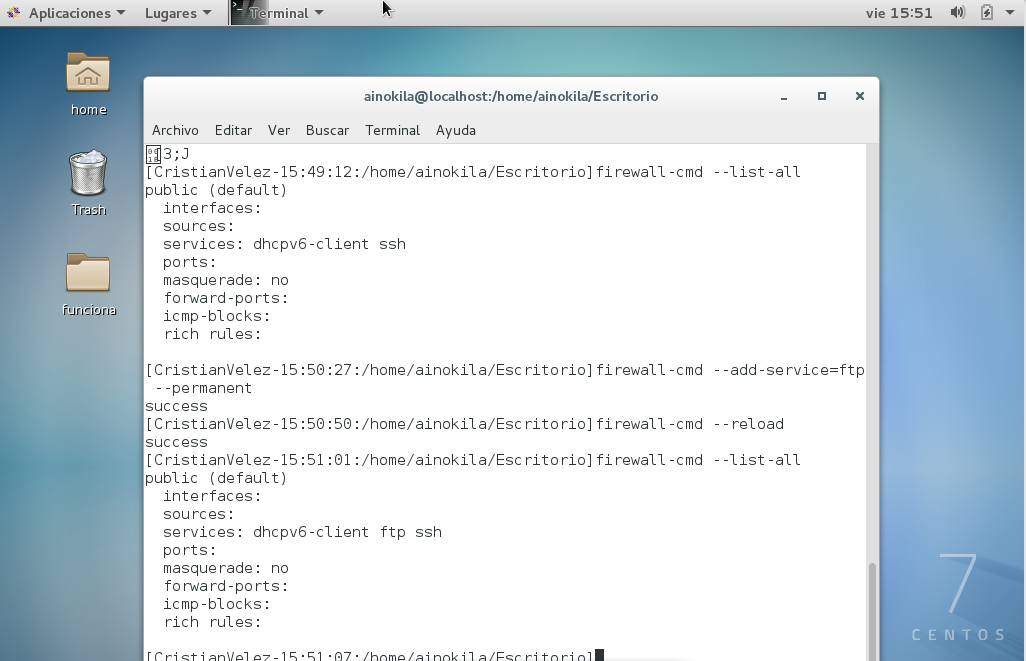 Aplicaciones Lugares Terminal vie 15:51
home
Trash
funciona
ainokila@localhost:/home/ainokila/Escritorio
Archivo Editar Ver Buscar Terminal Ayuda
3;J
[CristianVelez-15:49:12:/home/ainokila/Escritorio]firewall-cmd --list-all
public (default)
  interfaces:
  sources:
  services: dhcpv6-client ssh
  ports:
  masquerade: no
  forward-ports:
  icmp-blocks:
  rich rules:

[CristianVelez-15:50:27:/home/ainokila/Escritorio]firewall-cmd --add-service=ftp
 --permanent
success
[CristianVelez-15:50:50:/home/ainokila/Escritorio]firewall-cmd --reload
success
[CristianVelez-15:51:01:/home/ainokila/Escritorio]firewall-cmd --list-all
public (default)
  interfaces:
  sources:
  services: dhcpv6-client ftp ssh
  ports:
  masquerade: no
  forward-ports:
  icmp-blocks:
  rich rules:

[CristianVelez-15:51:07:/home/ainokila/Escritorio]
7
CENTOS